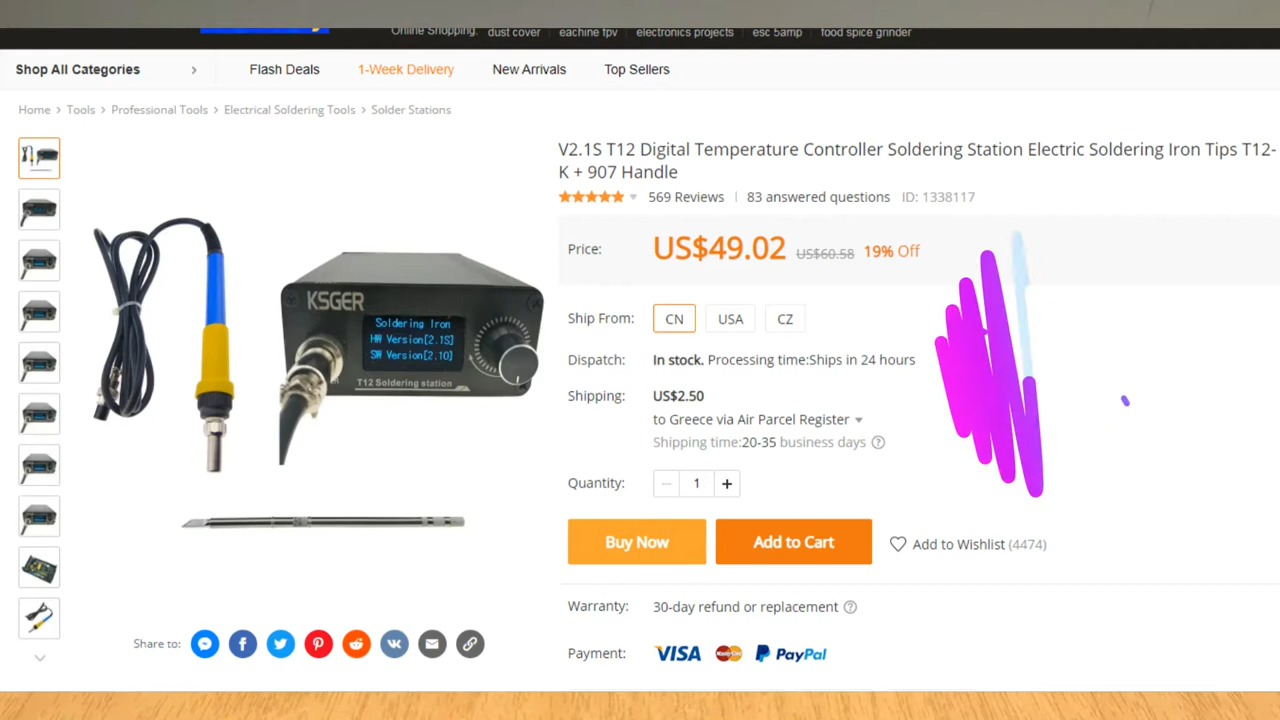 Online Shopping: dust cover eachine fpv electronics projects esc 5amp food spice grinder
Shop All Categories Flash Deals 1-Week Delivery New Arrivals Top Sellers
Home > Tools > Professional Tools > Electrical Soldering Tools > Solder Stations
V2.1S T12 Digital Temperature Controller Soldering Station Electric Soldering Iron Tips T12-
K + 907 Handle
569 Reviews | 83 answered questions ID: 1338117
Price: US$49.02 US$60.58 19% Off
Ship From: CN USA CZ
Dispatch: In stock. Processing time:Ships in 24 hours
Shipping: US$2.50
to Greece via Air Parcel Register
Shipping time:20-35 business days ?
Quantity: − 1 +
Buy Now Add to Cart Add to Wishlist (4474)
Warranty: 30-day refund or replacement ?
Payment: VISA MasterCard PayPal
KSGER
Soldering Iron
HW Version[2.1S]
SW Version[2.10]
T12 Soldering station
Share to: